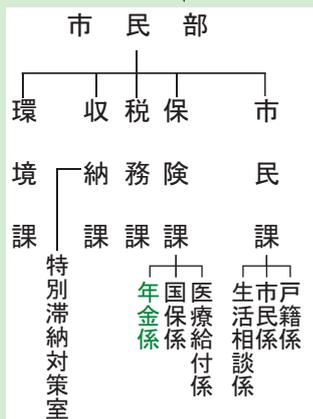 市民部
環境課
収納課
税務課
保険課
市民課
特別滞納対策室
年金係
国保係
医療給付係
生活相談係
市民係
戸籍係